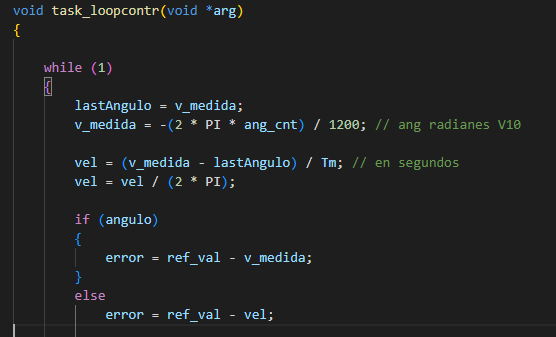 void task_loopcontr(void *arg)
{
while (1)
{
lastAngulo = v_medida;
v_medida = -(2 * PI * ang_cnt) / 1200; // ang radianes V10
vel = (v_medida - lastAngulo) / Tm; // en segundos
vel = vel / (2 * PI);
if (angulo)
{
error = ref_val - v_medida;
}
else
error = ref_val - vel;